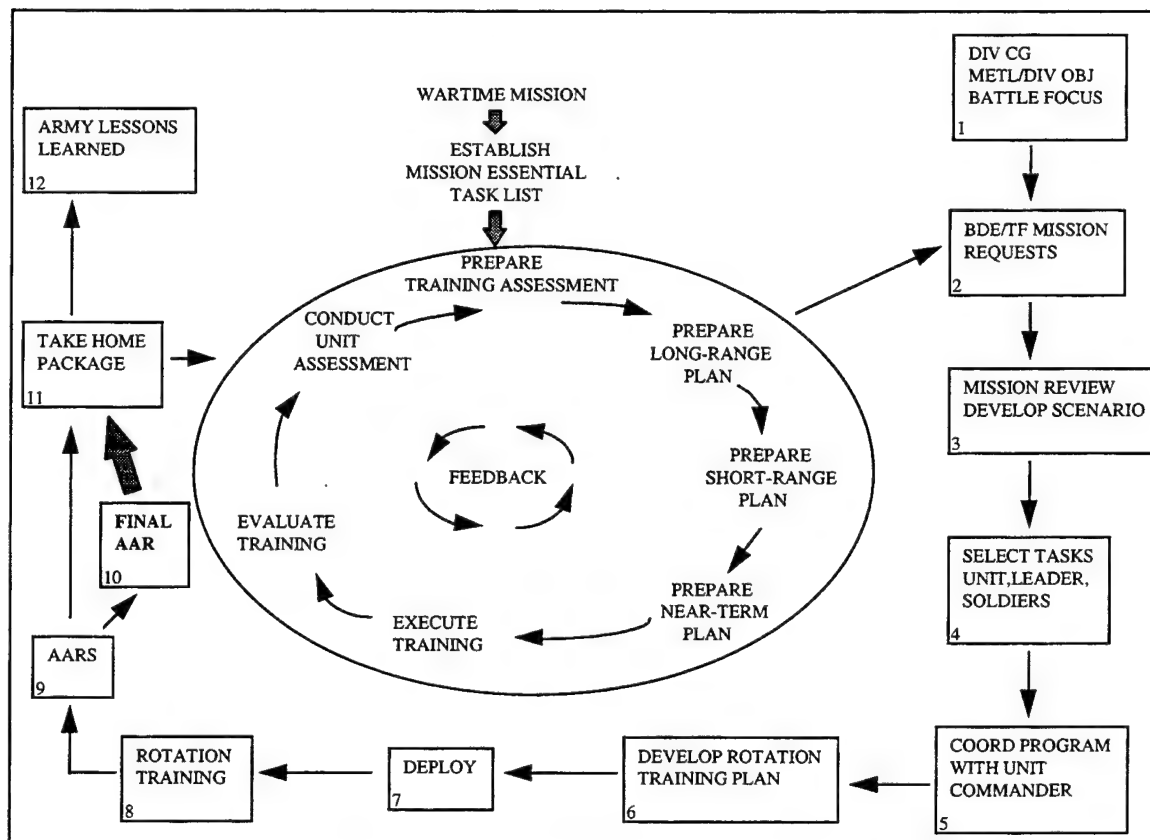 DIV CG
METL/DIV OBJ
BATTLE FOCUS
1
WARTIME MISSION
ESTABLISH
MISSION ESSENTIAL
TASK LIST
ARMY LESSONS
LEARNED
12
BDE/TF MISSION
REQUESTS
2
PREPARE
TRAINING ASSESSMENT
CONDUCT
UNIT
ASSESSMENT
PREPARE
LONG-RANGE
PLAN
TAKE HOME
PACKAGE
11
MISSION REVIEW
DEVELOP SCENARIO
3
FEEDBACK
PREPARE
SHORT-RANGE
PLAN
EVALUATE
TRAINING
FINAL
AAR
10
SELECT TASKS
UNIT,LEADER,
SOLDIERS
4
PREPARE
NEAR-TERM
PLAN
EXECUTE
TRAINING
AARS
9
ROTATION
TRAINING
8
DEPLOY
7
DEVELOP ROTATION
TRAINING PLAN
6
COORD PROGRAM
WITH UNIT
COMMANDER
5